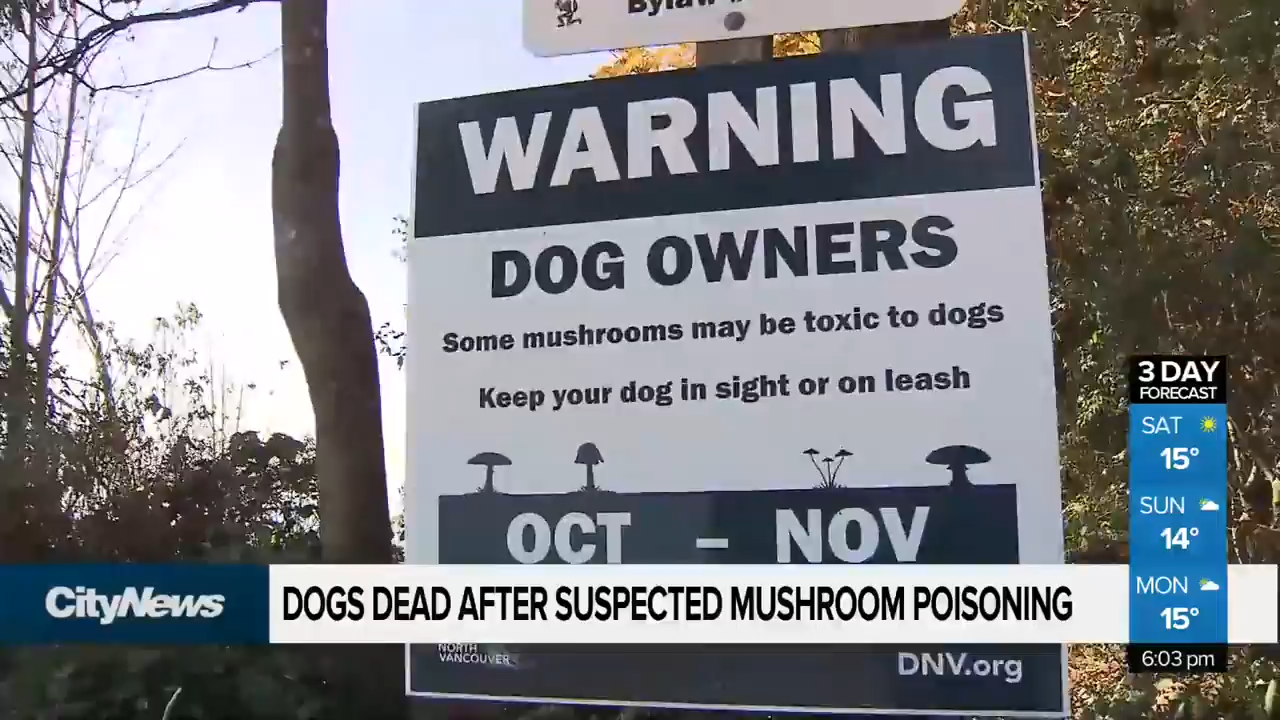 Bylaw
WARNING
DOG OWNERS
Some mushrooms may be toxic to dogs
Keep your dog in sight or on leash
OCT – NOV
CityNews
DOGS DEAD AFTER SUSPECTED MUSHROOM POISONING
NORTH
VANCOUVER
DNV.org
3 DAY
FORECAST
SAT
15°
SUN
14°
MON
15°
6:03 pm